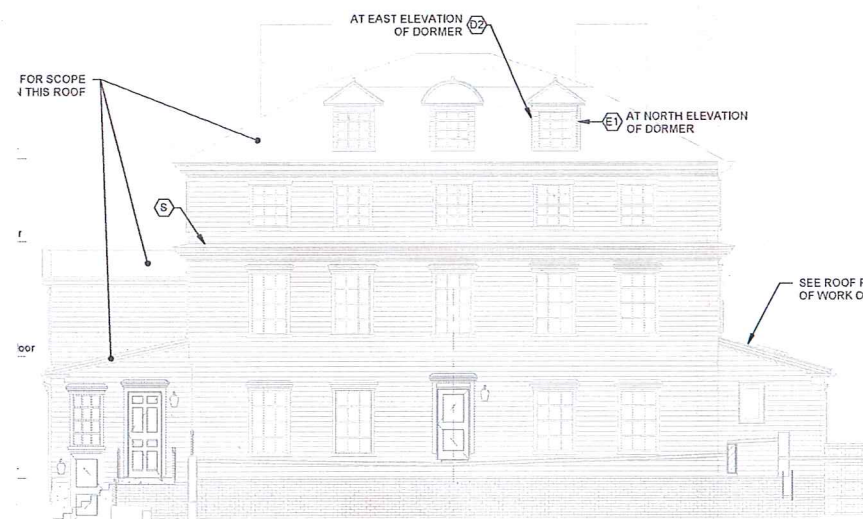 AT EAST ELEVATION
OF DORMER
D2
FOR SCOPE
THIS ROOF
E1
AT NORTH ELEVATION
OF DORMER
S
SEE ROOF
OF WORK